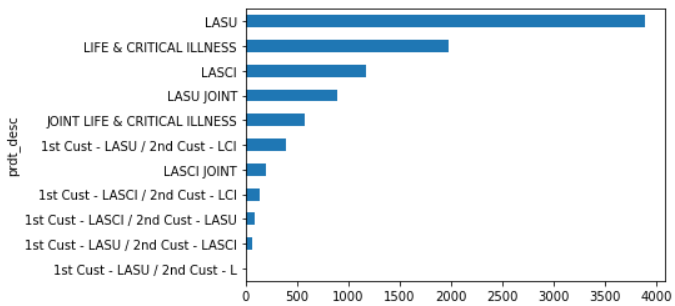 prdt_desc
LASU
LIFE & CRITICAL ILLNESS
LASCI
LASU JOINT
JOINT LIFE & CRITICAL ILLNESS
1st Cust - LASU / 2nd Cust - LCI
LASCI JOINT
1st Cust - LASCI / 2nd Cust - LCI
1st Cust - LASCI / 2nd Cust - LASU
1st Cust - LASU / 2nd Cust - LASCI
1st Cust - LASU / 2nd Cust - L
0 500 1000 1500 2000 2500 3000 3500 4000